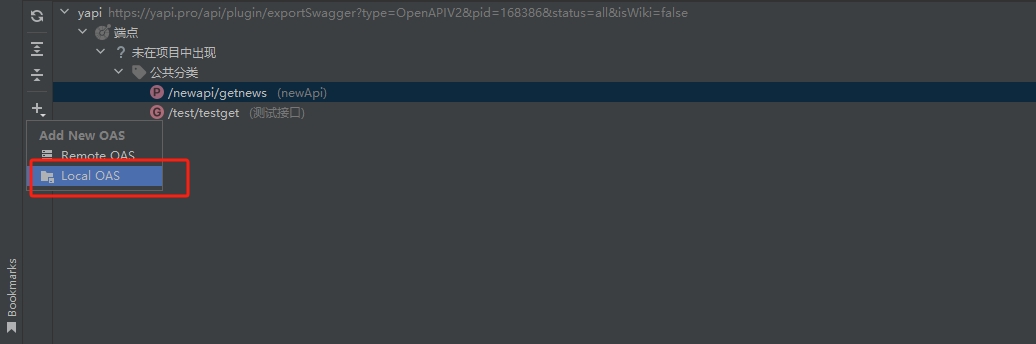 yapi https://yapi.pro/api/plugin/exportSwagger?type=OpenAPIV2&pid=168386&status=all&isWiki=false
端点
? 未在项目中出现
公共分类
P /newapi/getnews (newApi)
G /test/testget (测试接口)
Add New OAS
Remote OAS
Local OAS
Bookmarks